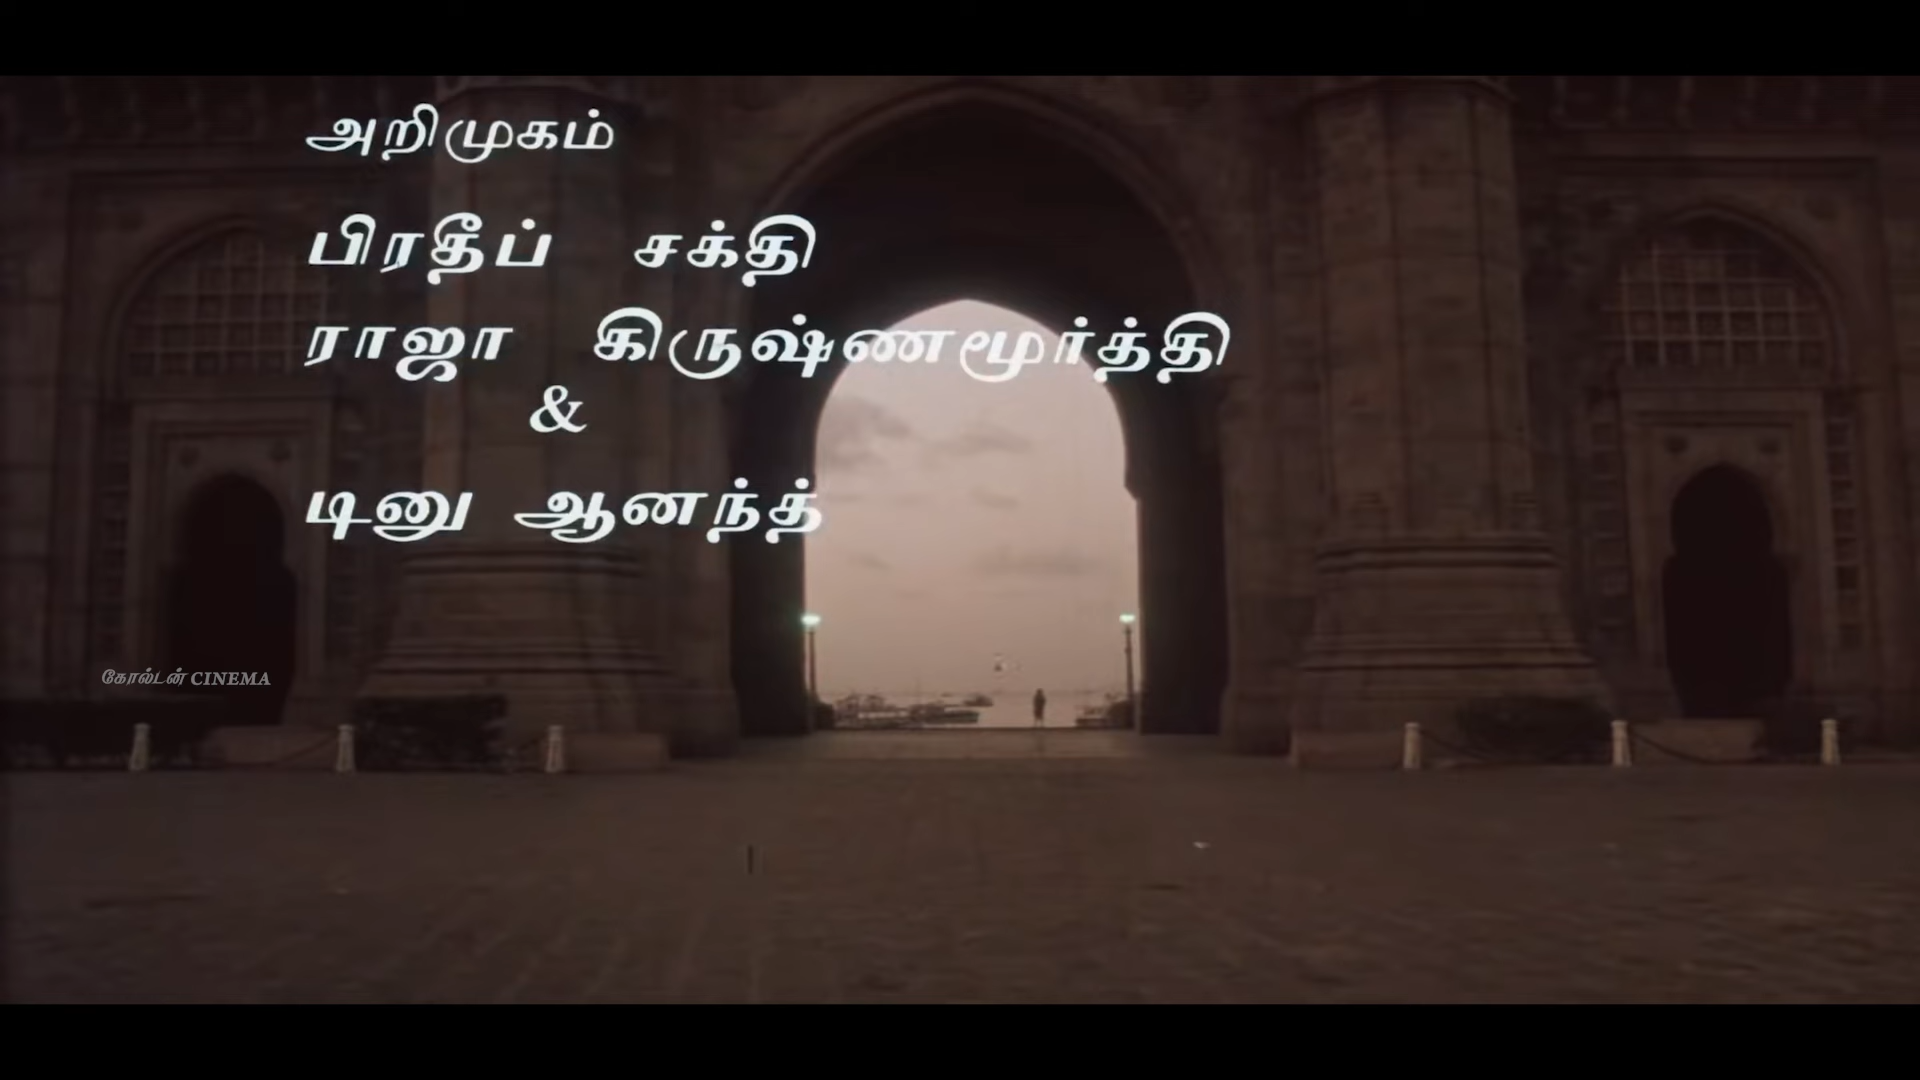 அறிமுகம்
பிரதீப் சக்தி
ராஜா கிருஷ்ணமூர்த்தி
&
டினு ஆனந்த்
கோல்டன் CINEMA